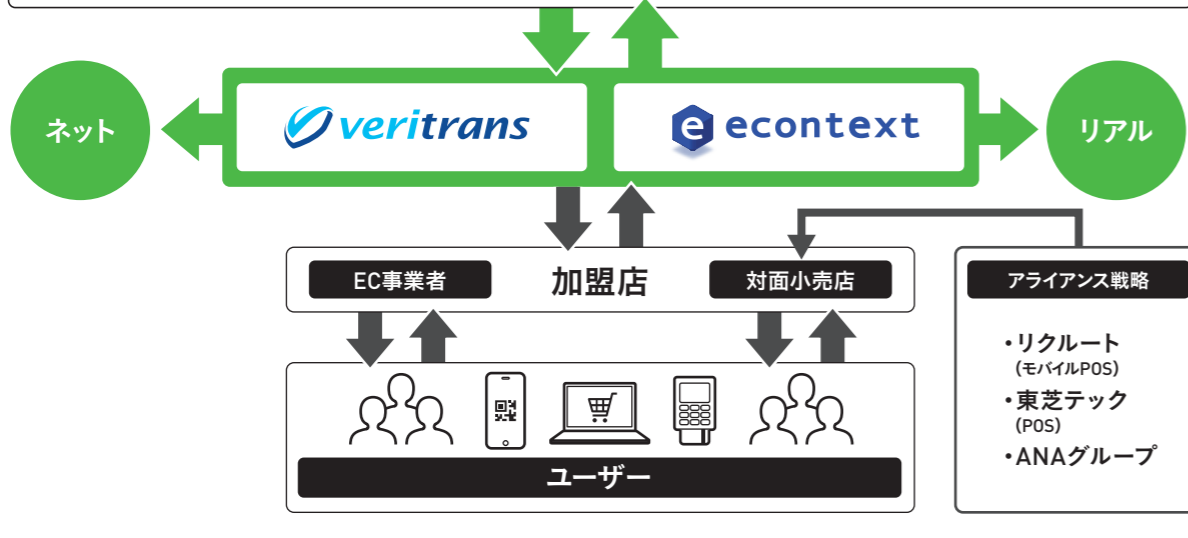 ネット
veritrans
e econtext
リアル
EC事業者
加盟店
対面小売店
アライアンス戦略
・リクルート
(モバイルPOS)
・東芝テック
(POS)
・ANAグループ
ユーザー